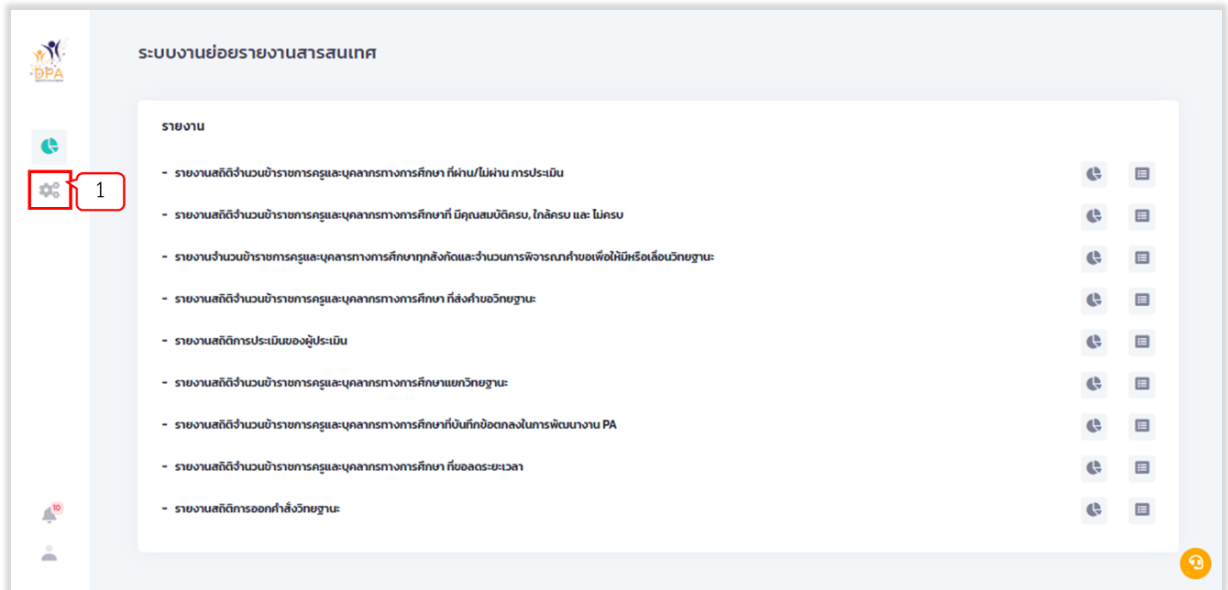 ระบบงานย่อยรายงานสารสนเทศ
DPA
รายงาน
- รายงานสถิติจำนวนข้าราชการครูและบุคลากรทางการศึกษา ที่ผ่าน/ไม่ผ่าน การประเมิน
1
- รายงานสถิติจำนวนข้าราชการครูและบุคลากรทางการศึกษาที่ มีคุณสมบัติครบ, ใกล้ครบ และ ไม่ครบ
- รายงานจำนวนข้าราชการครูและบุคลารทางการศึกษาทุกสังกัดและจำนวนการพิจารณาคำขอเพื่อให้มีหรือเลื่อนวิทยฐานะ
- รายงานสถิติจำนวนข้าราชการครูและบุคลากรทางการศึกษา ที่ส่งคำขอวิทยฐานะ
- รายงานสถิติการประเมินของผู้ประเมิน
- รายงานสถิติจำนวนข้าราชการครูและบุคลากรทางการศึกษาแยกวิทยฐานะ
- รายงานสถิติจำนวนข้าราชการครูและบุคลากรทางการศึกษาที่บันทึกข้อตกลงในการพัฒนางาน PA
- รายงานสถิติจำนวนข้าราชการครูและบุคลากรทางการศึกษา ที่ขอลดระยะเวลา
- รายงานสถิติการออกคำสั่งวิทยฐานะ
10